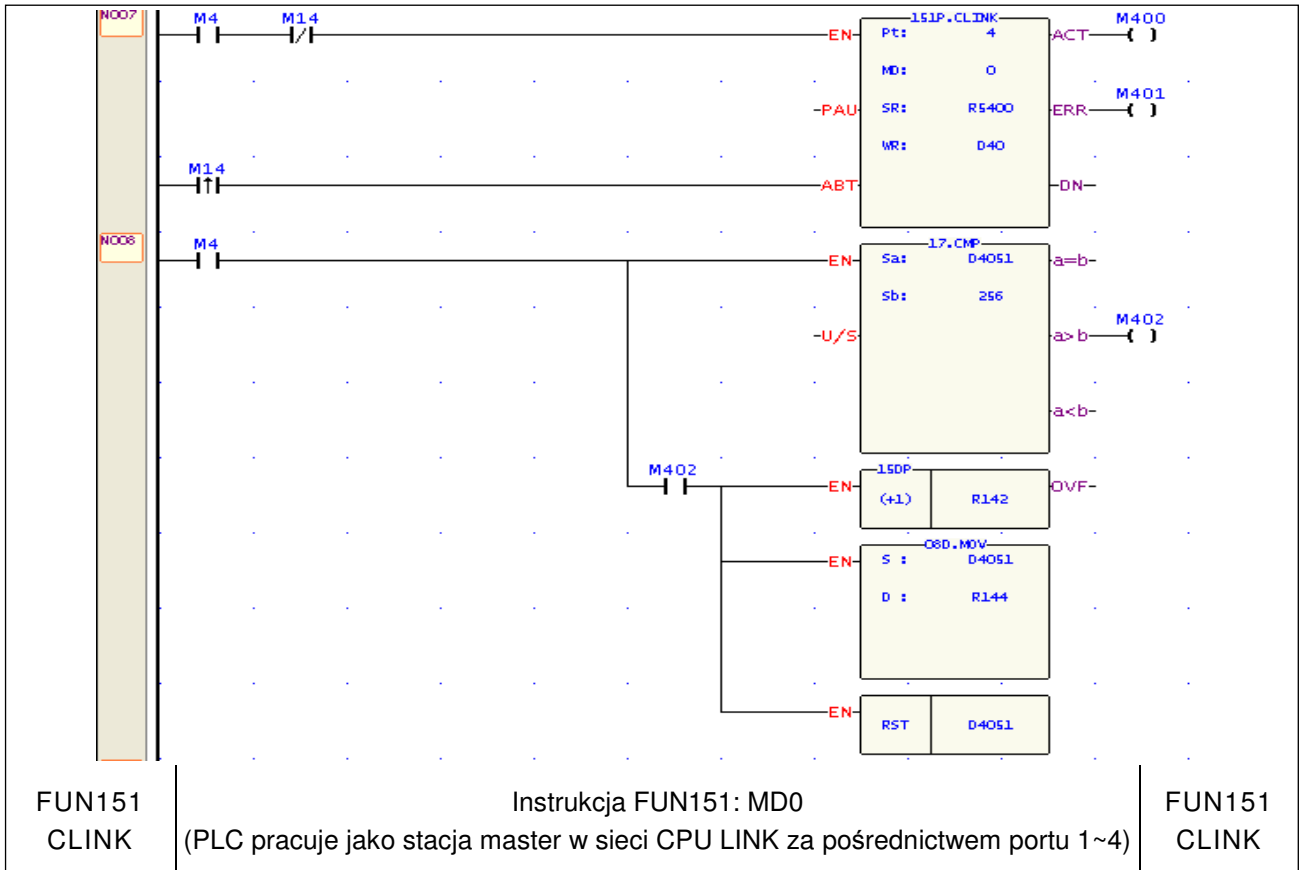 N007 M4 M14 151P.CLINK M400
EN Pt: 4 ACT ( )
MD: 0
M401
PAU SR: R5400 ERR ( )
WR: D40
M14
ABT DN
N008 M4 17.CMP
EN Sa: D4051 a=b
Sb: 256
M402
U/S a>b ( )
a<b
M402 15DP
EN (+1) R142 OVF
08D.MOV
EN S : D4051
D : R144
EN RST D4051
FUN151 Instrukcja FUN151: MD0 FUN151
CLINK (PLC pracuje jako stacja master w sieci CPU LINK za pośrednictwem portu 1~4) CLINK